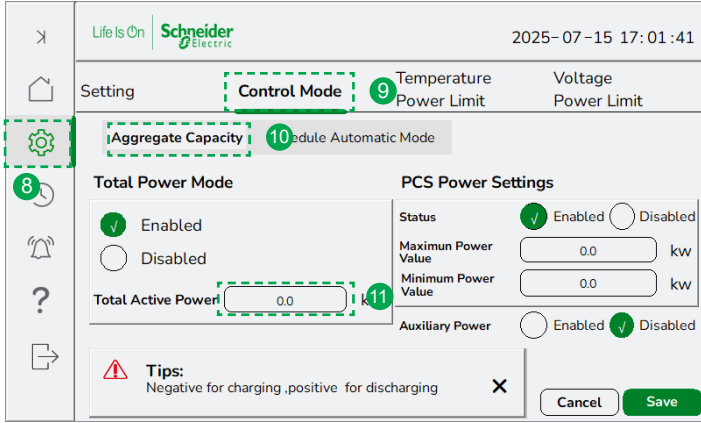 Life Is On Schneider Electric
2025-07-15 17:01:41
Setting Control Mode 9 Temperature Power Limit Voltage Power Limit
Aggregate Capacity 10 edule Automatic Mode
8
Total Power Mode
√ Enabled
Disabled
Total Active Power 0.0 k 11
PCS Power Settings
Status √ Enabled Disabled
Maximun Power Value 0.0 kw
Minimum Power Value 0.0 kw
Auxiliary Power Enabled √ Disabled
Tips:
Negative for charging ,positive for discharging
Cancel Save